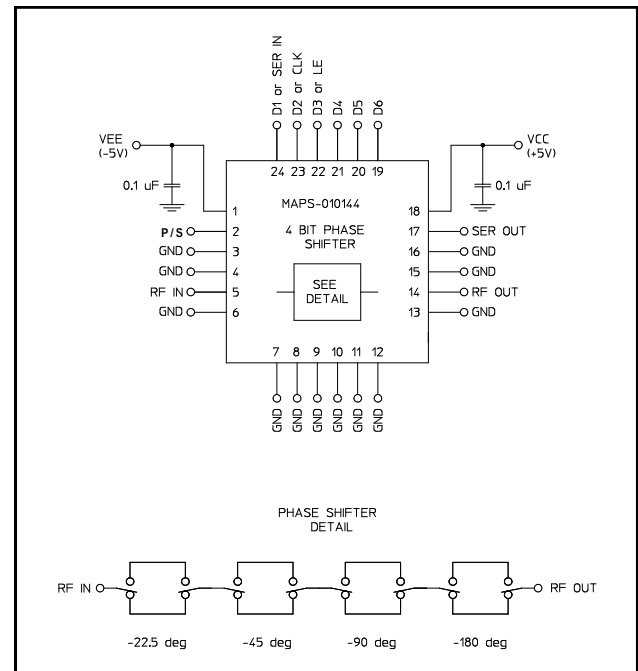 D1 or SER IN
D2 or CLK
D3 or LE
D4
D5
D6
VEE
(-5V)
VCC
(+5V)
0.1 uF
0.1 uF
24 23 22 21 20 19
MAPS-010144
4 BIT PHASE
SHIFTER
SEE
DETAIL
1
P/S 2
GND 3
GND 4
RF IN 5
GND 6
18
17 SER OUT
16 GND
15 GND
14 RF OUT
13 GND
7 8 9 10 11 12
GND
GND
GND
GND
GND
GND
PHASE SHIFTER
DETAIL
RF IN
RF OUT
-22.5 deg
-45 deg
-90 deg
-180 deg